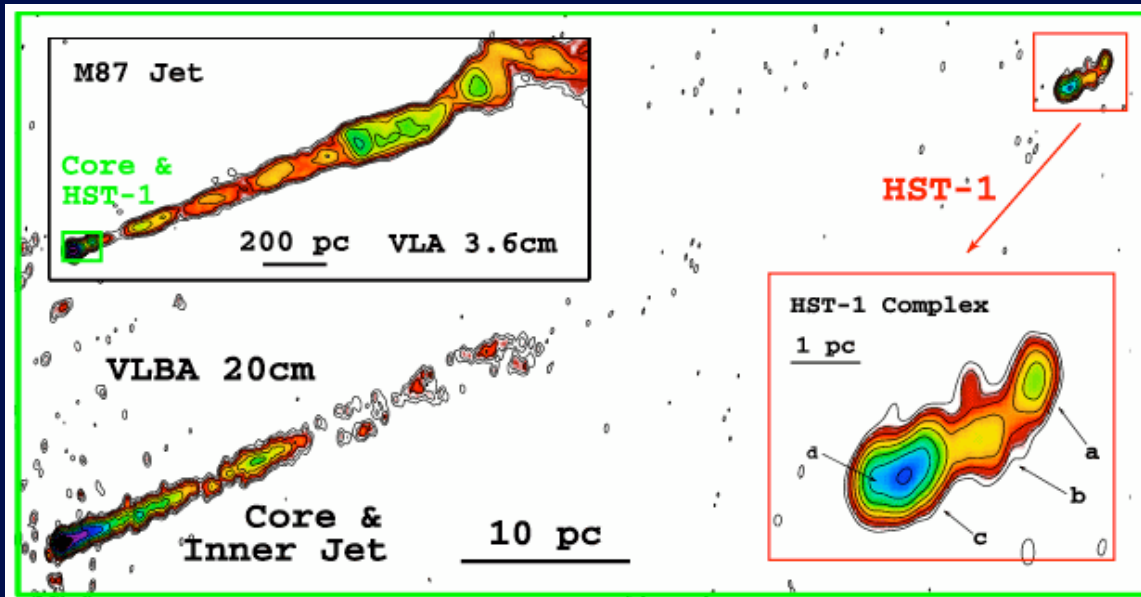 M87 Jet
Core &
HST-1
200 pc VLA 3.6cm
HST-1
VLBA 20cm
Core &
Inner Jet
10 pc
HST-1 Complex
1 pc
a
d
b
c